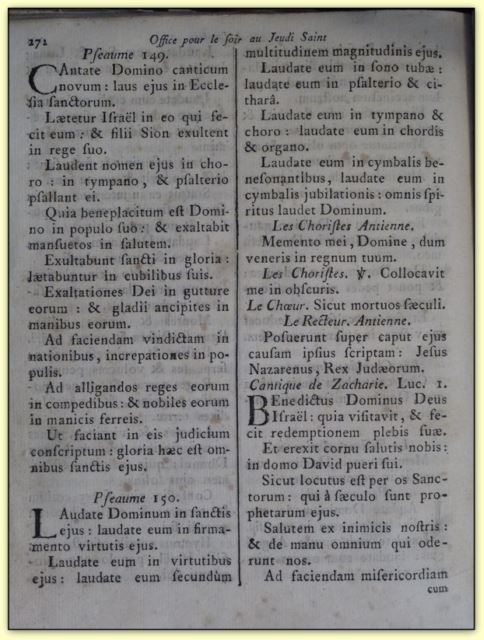 272
Office pour le ſoir au Jeudi Saint
Pſeaume 149.
CAntate Domino canticum
novum : laus ejus in Eccle-
ſia ſanctorum.
Lætetur Iſraël in eo qui fe-
cit eum : & filii Sion exultent
in rege ſuo.
Laudent nomen ejus in cho-
ro : in tympano, & pſalterio
pſallant ei.
Quia beneplacitum eſt Domi-
no in populo ſuo : & exaltabit
manſuetos in ſalutem.
Exultabunt ſancti in gloria :
lætabuntur in cubilibus ſuis.
Exaltationes Dei in gutture
eorum : & gladii ancipites in
manibus eorum.
Ad faciendam vindictam in
nationibus, increpationes in po-
pulis.
Ad alligandos reges eorum
in compedibus : & nobiles eorum
in manicis ferreis.
Ut faciant in eis judicium
conſcriptum : gloria hæc eſt om-
nibus ſanctis ejus.
Pſeaume 150.
LAudate Dominum in ſanctis
ejus : laudate eum in firma-
mento virtutis ejus.
Laudate eum in virtutibus
ejus : laudate eum ſecundùm
multitudinem magnitudinis ejus.
Laudate eum in ſono tubæ :
laudate eum in pſalterio & ci-
tharâ.
Laudate eum in tympano &
choro : laudate eum in chordis
& organo.
Laudate eum in cymbalis be-
neſonantibus, laudate eum in
cymbalis jubilationis : omnis ſpi-
ritus laudet Dominum.
Les Choriſtes Antienne.
Memento mei, Domine, dum
veneris in regnum tuum.
Les Choriſtes. ℣. Collocavit
me in obſcuris.
Le Chœur. Sicut mortuos ſæculi.
Le Recteur. Antienne.
Poſuerunt ſuper caput ejus
cauſam ipſius ſcriptam : Jeſus
Nazarenus, Rex Judæorum.
Cantique de Zacharie. Luc. 1.
BEnedictus Dominus Deus
Iſraël : quia viſitavit, & fe-
cit redemptionem plebis ſuæ.
Et erexit cornu ſalutis nobis :
in domo David pueri ſui.
Sicut locutus eſt per os Sanc-
torum : qui à ſæculo ſunt pro-
phetarum ejus.
Salutem ex inimicis noſtris :
& de manu omnium qui ode-
runt nos.
Ad faciendam miſericordiam
cum